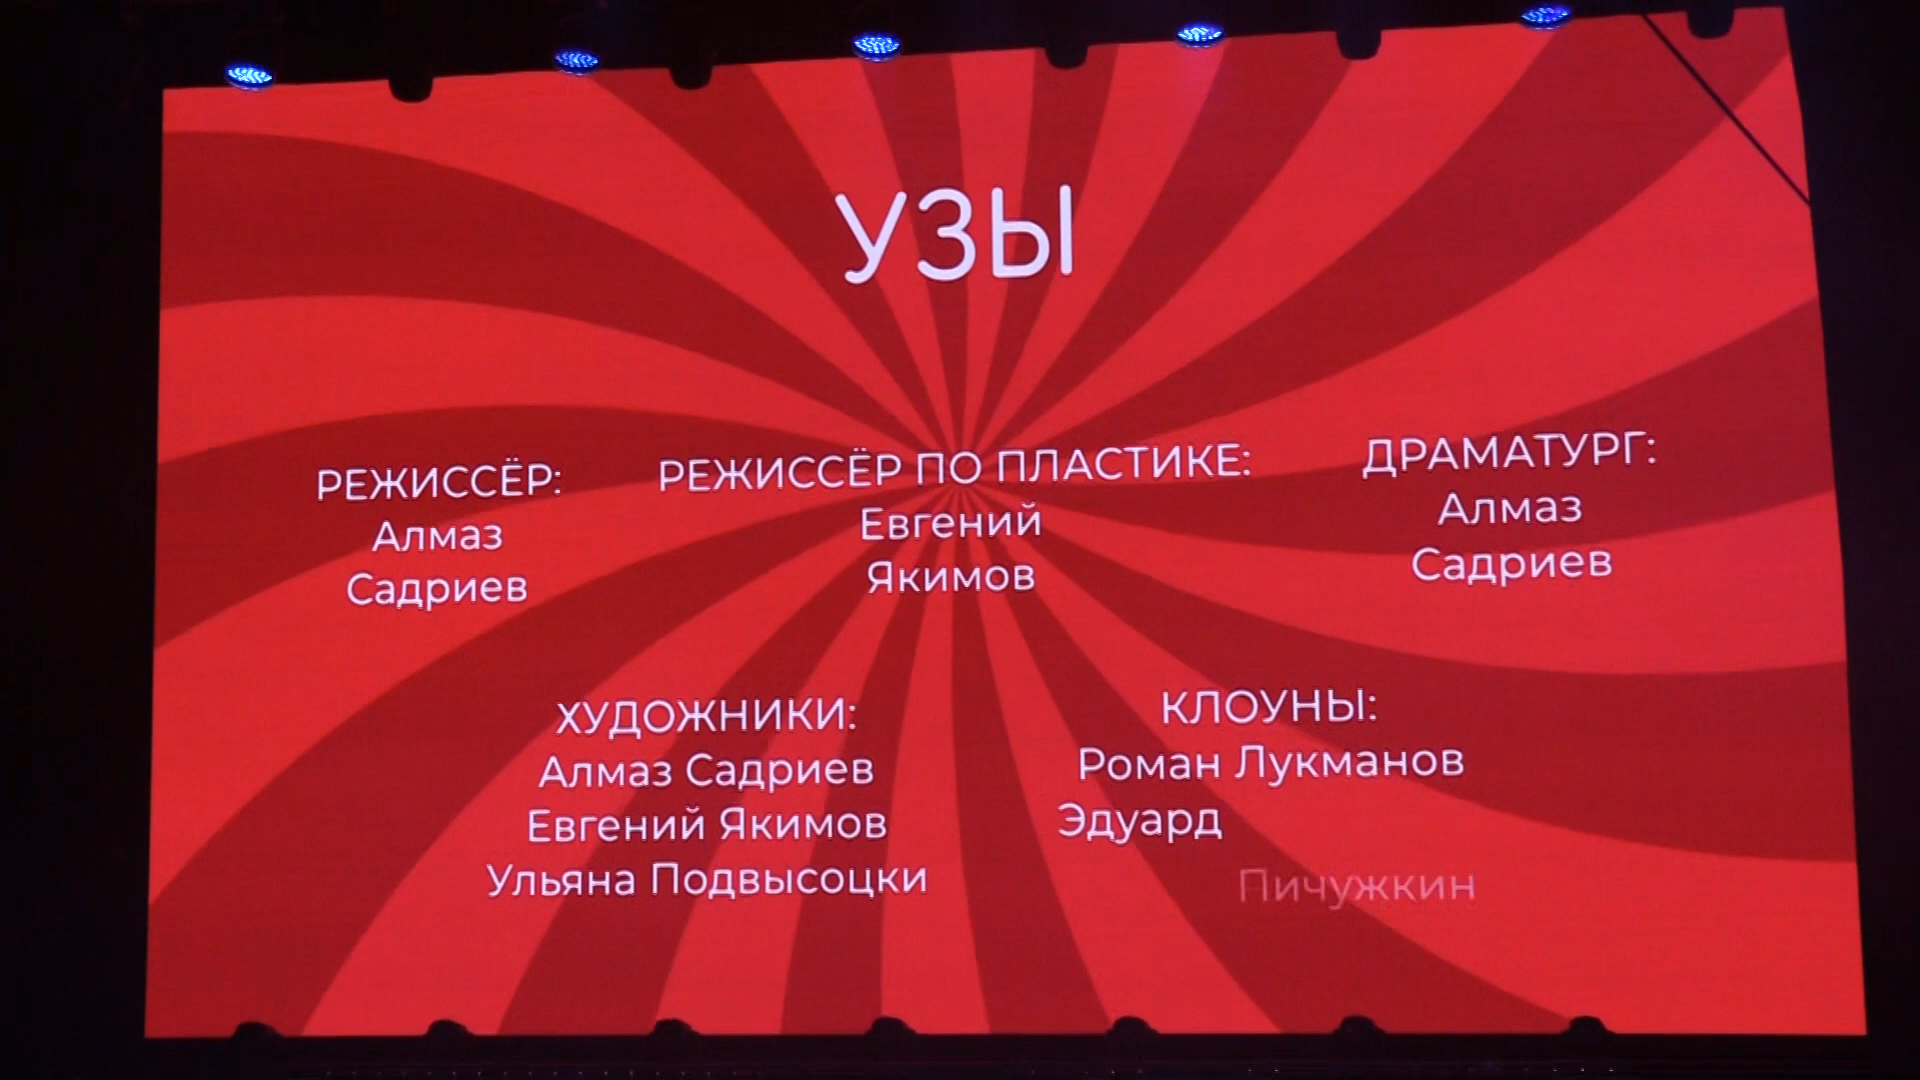 УЗЫ
РЕЖИССЁР:
Алмаз
Садриев
РЕЖИССЁР ПО ПЛАСТИКЕ:
Евгений
Якимов
ДРАМАТУРГ:
Алмаз
Садриев
ХУДОЖНИКИ:
Алмаз Садриев
Евгений Якимов
Ульяна Подвысоцки
КЛОУНЫ:
Роман Лукманов
Эдуард
Пичужкин